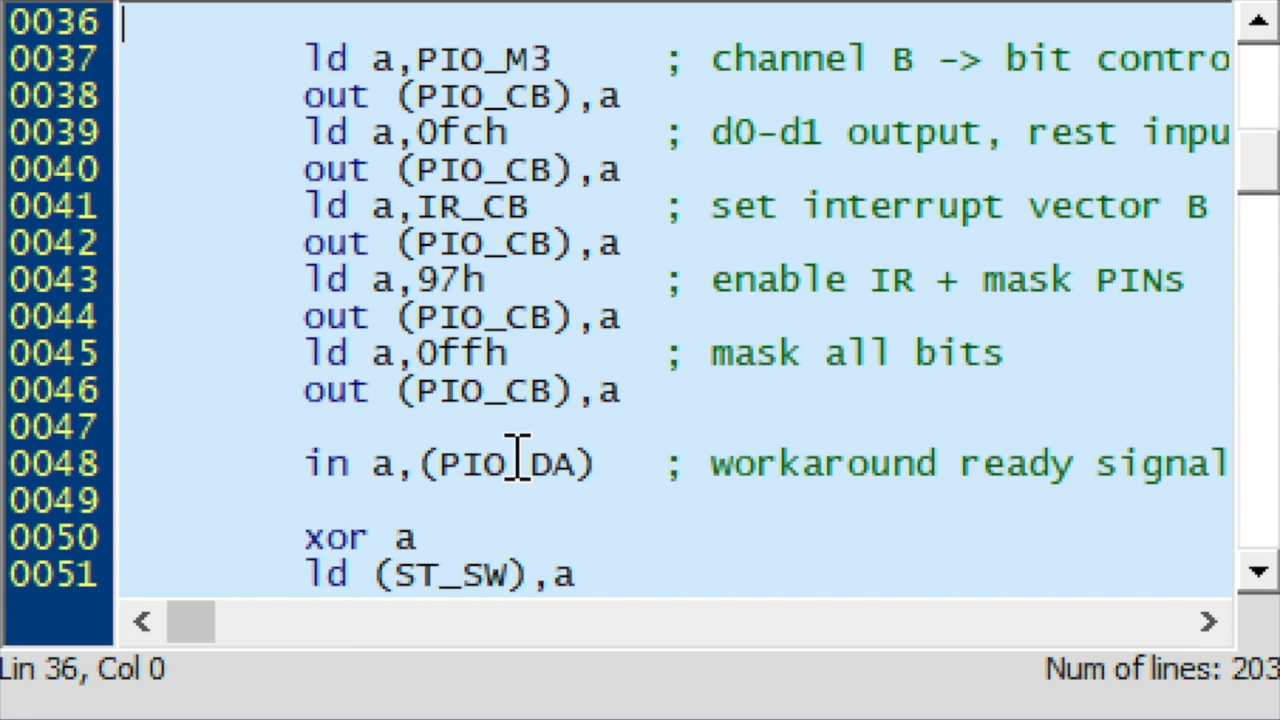 0036
0037 ld a,PIO_M3 ; channel B -> bit contro
0038 out (PIO_CB),a
0039 ld a,0fch ; d0-d1 output, rest inpu
0040 out (PIO_CB),a
0041 ld a,IR_CB ; set interrupt vector B
0042 out (PIO_CB),a
0043 ld a,97h ; enable IR + mask PINs
0044 out (PIO_CB),a
0045 ld a,0ffh ; mask all bits
0046 out (PIO_CB),a
0047
0048 in a,(PIO_DA) ; workaround ready signal
0049
0050 xor a
0051 ld (ST_SW),a
Lin 36, Col 0 Num of lines: 203